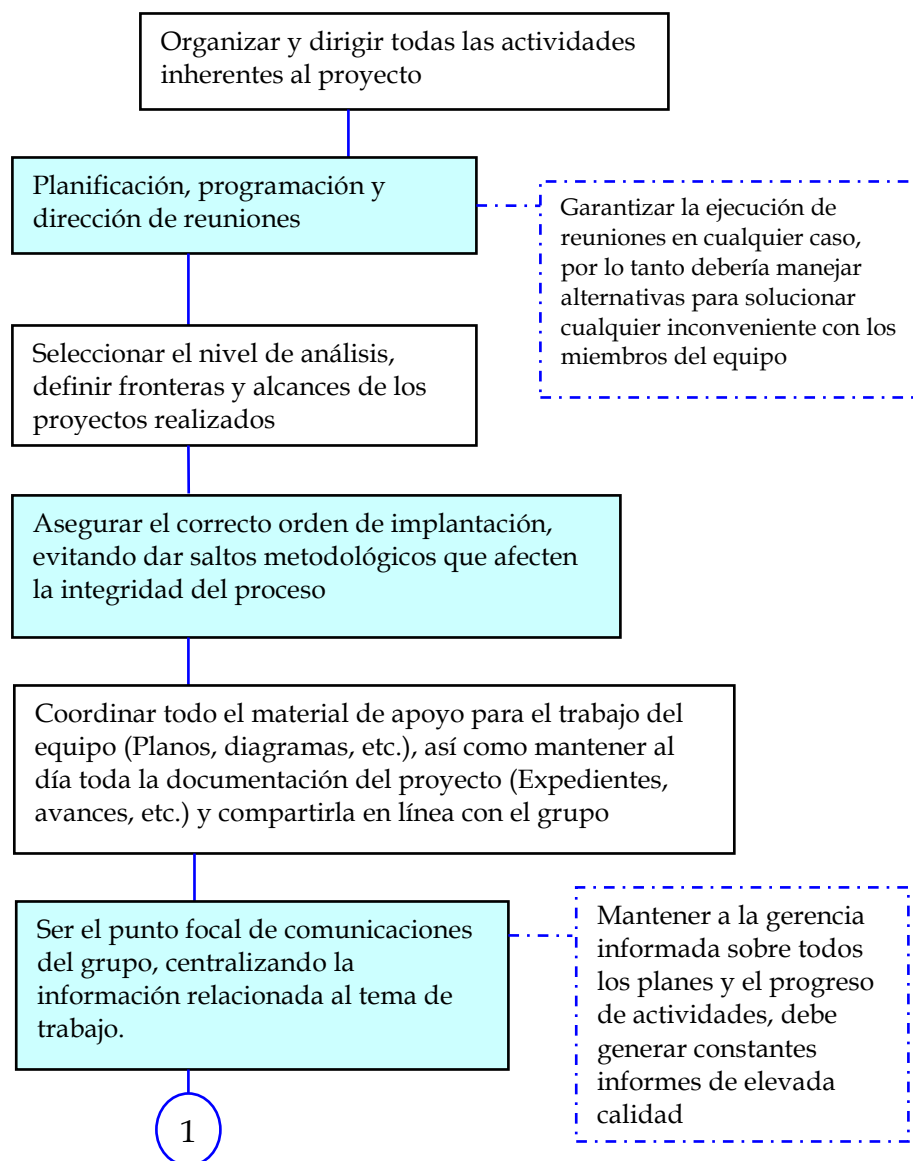 Organizar y dirigir todas las actividades
inherentes al proyecto
Planificación, programación y
dirección de reuniones
Garantizar la ejecución de
reuniones en cualquier caso,
por lo tanto debería manejar
alternativas para solucionar
cualquier inconveniente con los
miembros del equipo
Seleccionar el nivel de análisis,
definir fronteras y alcances de los
proyectos realizados
Asegurar el correcto orden de implantación,
evitando dar saltos metodológicos que afecten
la integridad del proceso
Coordinar todo el material de apoyo para el trabajo del
equipo (Planos, diagramas, etc.), así como mantener al
día toda la documentación del proyecto (Expedientes,
avances, etc.) y compartirla en línea con el grupo
Ser el punto focal de comunicaciones
del grupo, centralizando la
información relacionada al tema de
trabajo.
Mantener a la gerencia
informada sobre todos
los planes y el progreso
de actividades, debe
generar constantes
informes de elevada
calidad
1